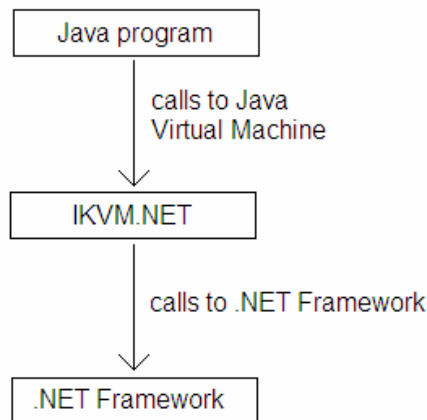 Java program
calls to Java
Virtual Machine
IKVM.NET
calls to .NET Framework
.NET Framework